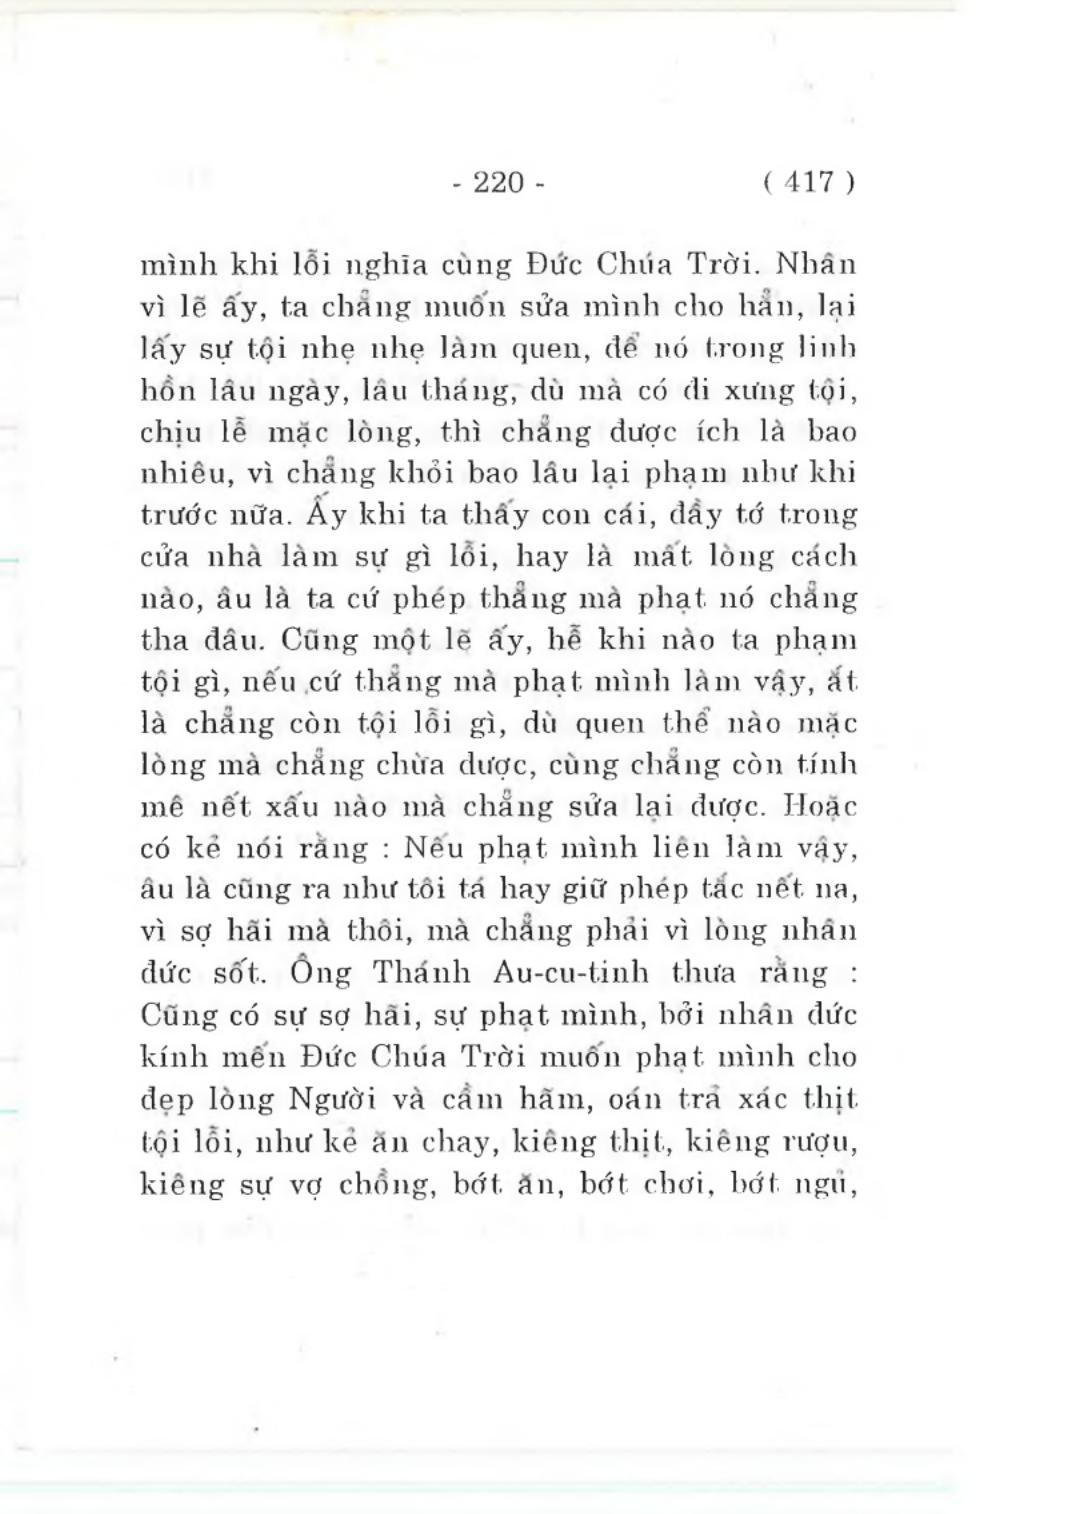 - 220 - ( 417 )
mình khi lỗi nghĩa cùng Đức Chúa Trời. Nhân
vì lẽ ấy, ta chẳng muốn sửa mình cho hẳn, lại
lấy sự tội nhẹ nhẹ làm quen, để nó trong linh
hồn lâu ngày, lâu tháng, dù mà có đi xưng tội,
chịu lễ mặc lòng, thì chẳng được ích là bao
nhiêu, vì chẳng khỏi bao lâu lại phạm như khi
trước nữa. Ấy khi ta thấy con cái, đầy tớ trong
cửa nhà làm sự gì lỗi, hay là mất lòng cách
nào, âu là ta cứ phép thẳng mà phạt nó chẳng
tha đâu. Cũng một lẽ ấy, hễ khi nào ta phạm
tội gì, nếu cứ thẳng mà phạt mình làm vậy, ắt
là chẳng còn tội lỗi gì, dù quen thể nào mặc
lòng mà chẳng chừa được, cùng chẳng còn tính
mê nết xấu nào mà chẳng sửa lại được. Hoặc
có kẻ nói rằng : Nếu phạt mình liên làm vậy,
âu là cũng ra như tôi tá hay giữ phép tắc nết na,
vì sợ hãi mà thôi, mà chẳng phải vì lòng nhân
đức sốt. Ông Thánh Au-cu-tinh thưa rằng :
Cũng có sự sợ hãi, sự phạt mình, bởi nhân đức
kính mến Đức Chúa Trời muốn phạt mình cho
đẹp lòng Người và cầm hãm, oán trả xác thịt
tội lỗi, như kẻ ăn chay, kiêng thịt, kiêng rượu,
kiêng sự vợ chồng, bớt ăn, bớt chơi, bớt ngủ,